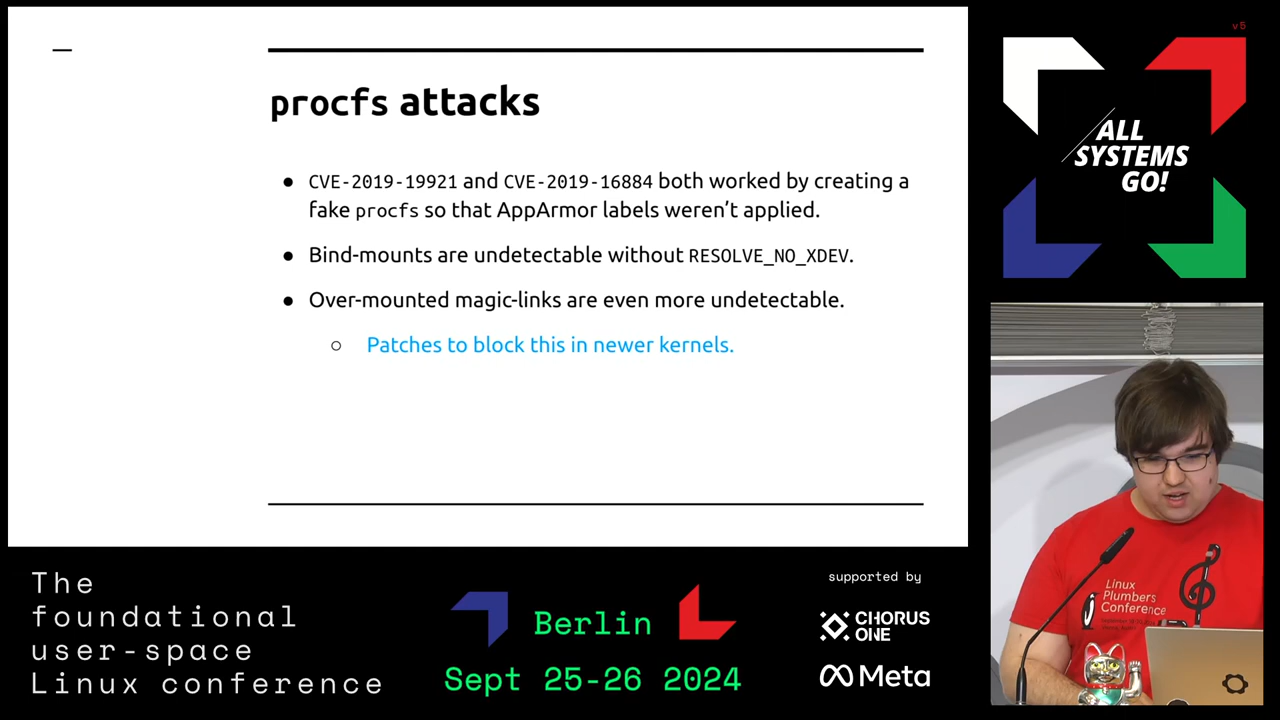 procfs attacks
● CVE-2019-19921 and CVE-2019-16884 both worked by creating a
fake procfs so that AppArmor labels weren't applied.
● Bind-mounts are undetectable without RESOLVE_NO_XDEV.
● Over-mounted magic-links are even more undetectable.
○ Patches to block this in newer kernels.
v5
ALL
SYSTEMS
GO!
Linux
Plumbers
Conference
The
foundational
user-space
Linux conference
Berlin
Sept 25-26 2024
supported by
CHORUS
ONE
Meta